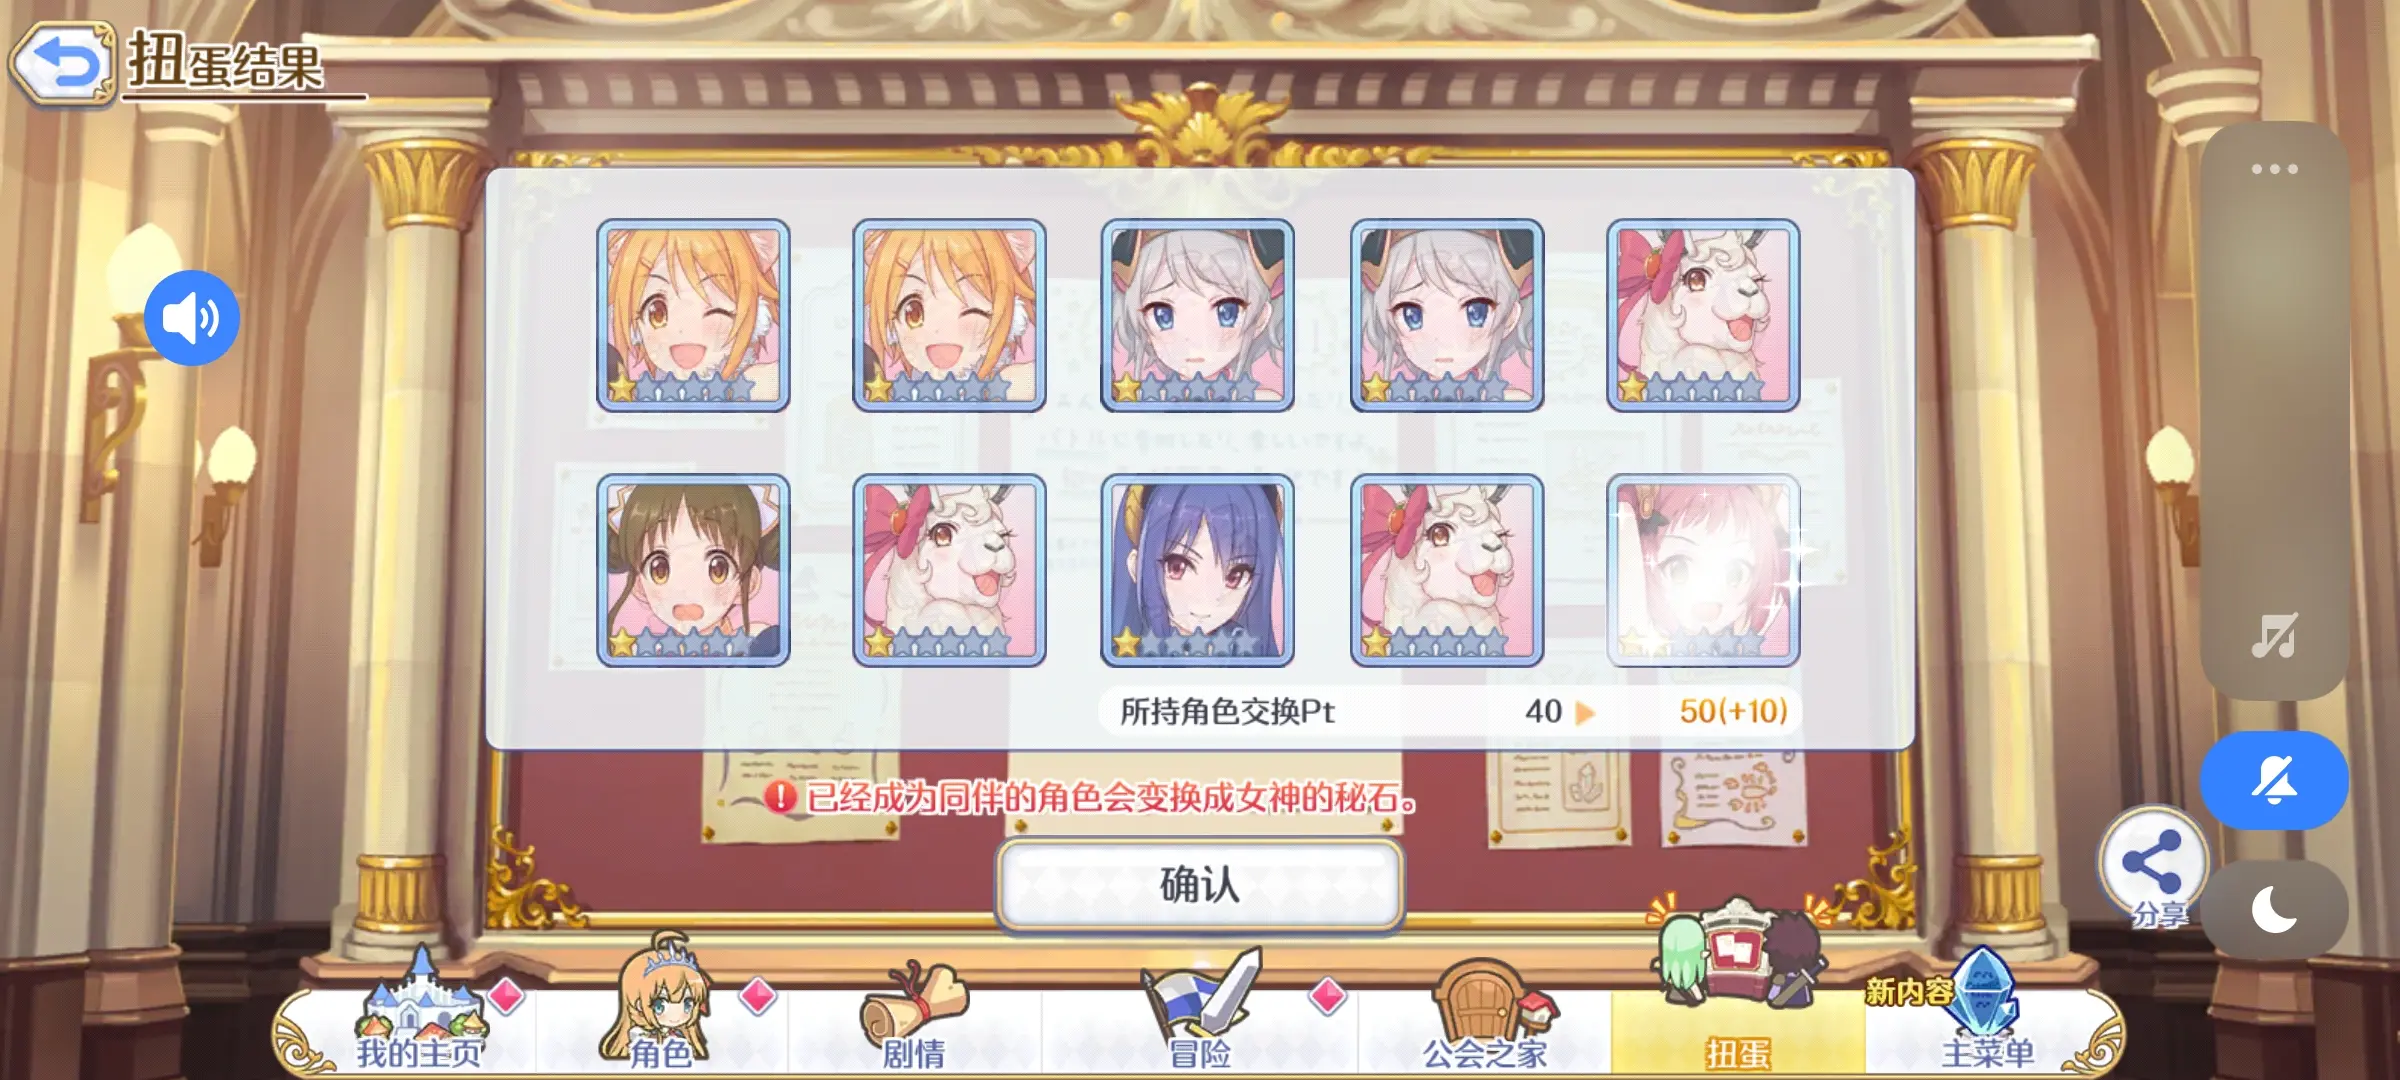 扭蛋结果
所持角色交换Pt 40 50(+10)
已经成为同伴的角色会变换成女神的秘石。
确认
分享
新内容
我的主页
角色
剧情
冒险
公会之家
扭蛋
主菜单